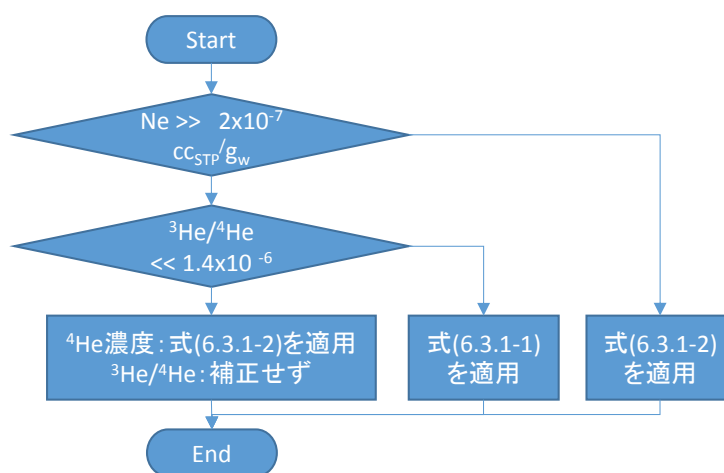 Start
Ne >> 2x10⁻⁷
cc_STP/g_w
³He/⁴He
<< 1.4x10 ⁻⁶
⁴He濃度：式(6.3.1-2)を適用
³He/⁴He：補正せず
式(6.3.1-1)
を適用
式(6.3.1-2)
を適用
End